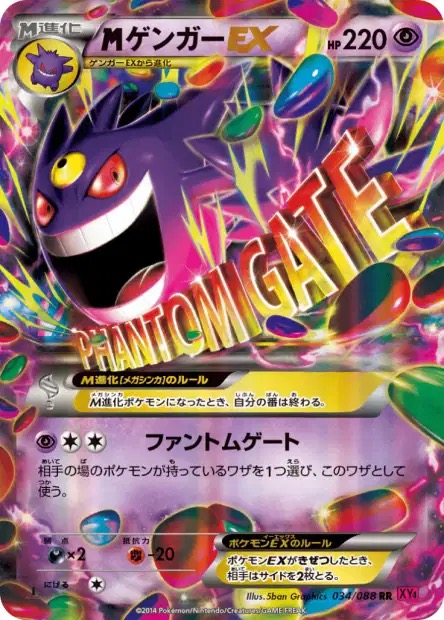 M進化
MゲンガーEX
HP220
ゲンガーEXから進化
PHANTOM GATE
M進化[メガシンカ]のルール
M進化ポケモンになったとき、自分の番は終わる。
ファントムゲート
相手の場のポケモンが持っているワザを1つ選び、このワザとして
使う。
弱点
×2
抵抗力
-20
にげる
ポケモンEXのルール
ポケモンEXがきぜつしたとき、
相手はサイドを2枚とる。
Illus. 5ban Graphics
034/088 RR
XY4
©2014 Pokémon/Nintendo/Creatures/GAME FREAK.